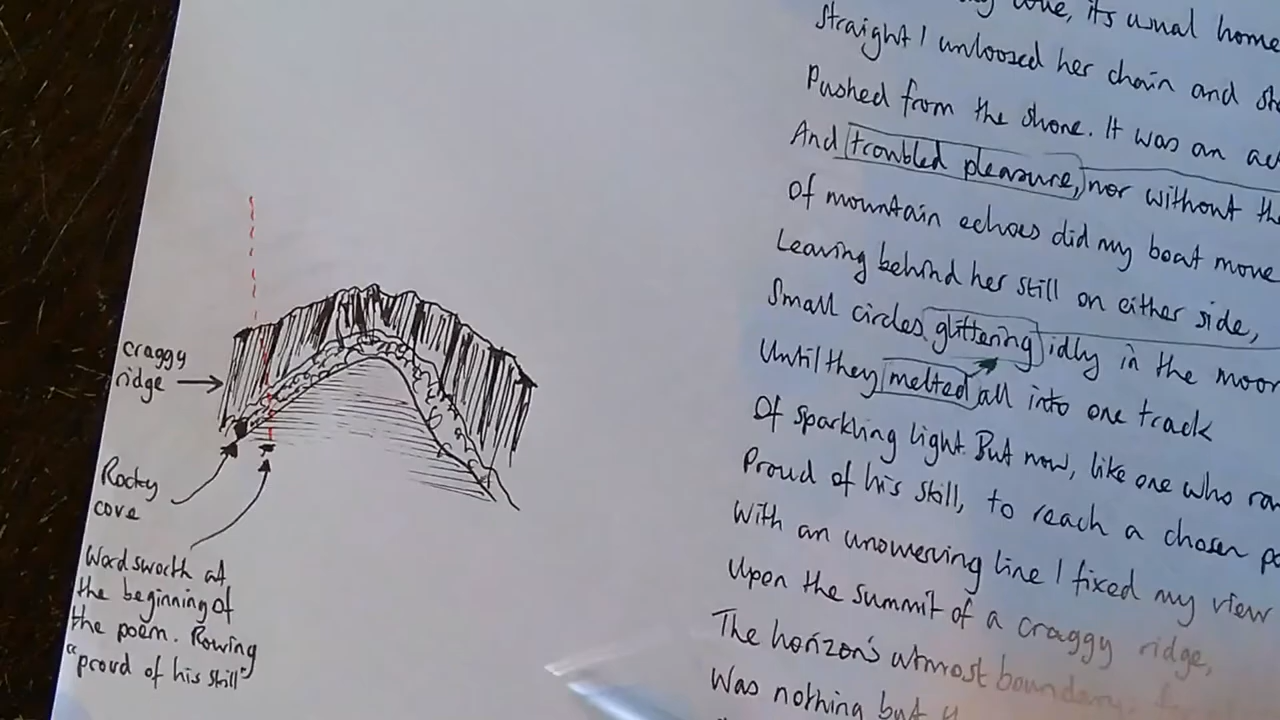 craggy
ridge
Rocky
cove
Wordsworth at
the beginning of
the poem. Rowing
"proud of his skill"
its usual home
Straight I unloosed her chain and
Pushed from the shore. It was an
And troubled pleasure, nor without
Of mountain echoes did my boat move
Leaving behind her still on either side,
Small circles glittering idly in the moon
Until they melted all into one track
Of sparkling light. But now, like one who
Proud of his skill, to reach a chosen
With an unswerving line I fixed my view
Upon the summit of a craggy ridge,
The horizon's utmost boundary;
Was nothing but